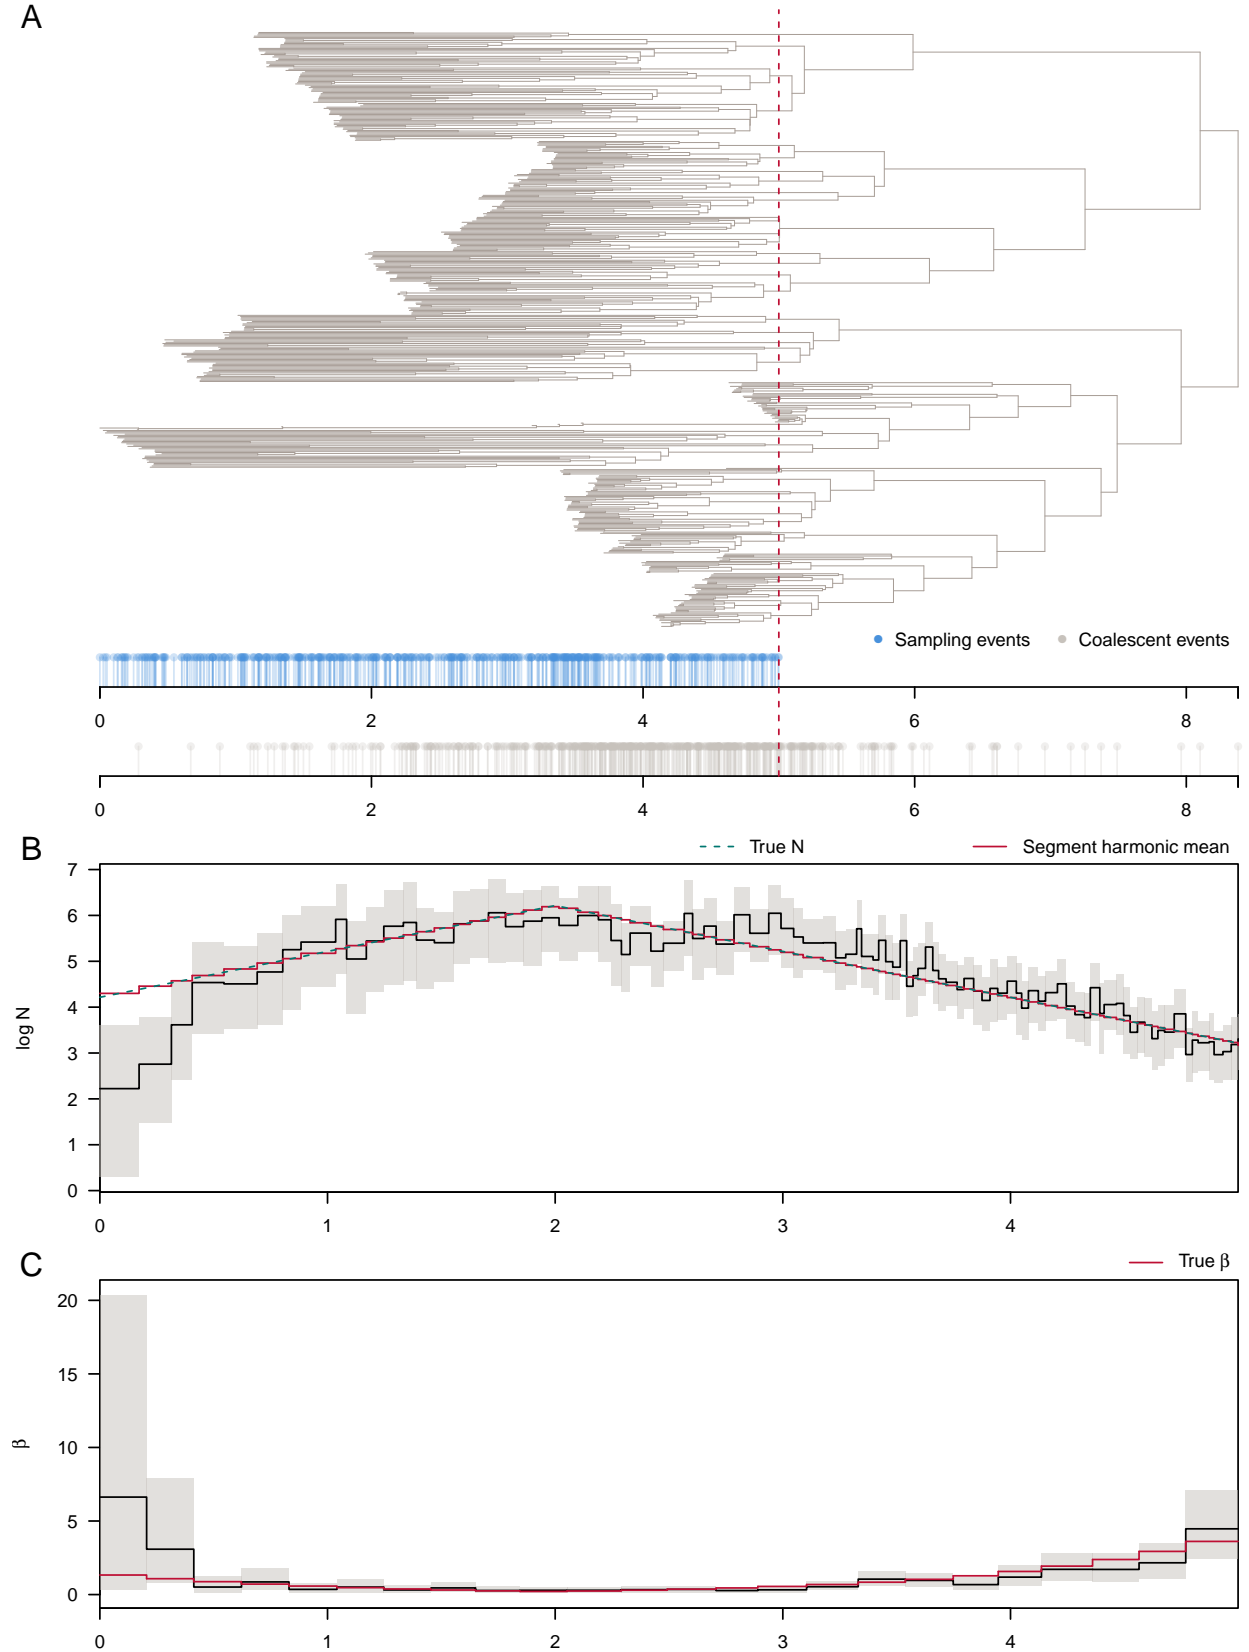 A
Sampling events Coalescent events
0 2 4 6 8
0 2 4 6 8
B
True N Segment harmonic mean
7
6
5
4
3
2
1
0
log N
0 1 2 3 4
C
True β
20
15
10
5
0
β
0 1 2 3 4